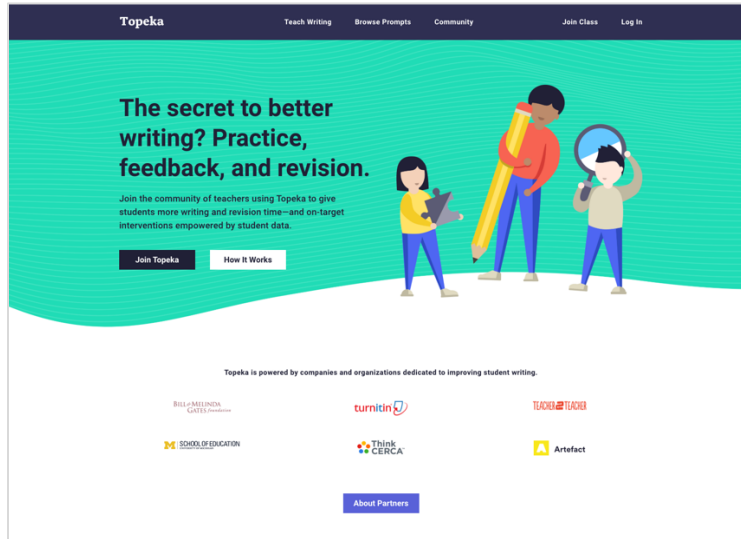 Topeka Teach Writing Browse Prompts Community Join Class Log In
The secret to better
writing? Practice,
feedback, and revision.
Join the community of teachers using Topeka to give
students more writing and revision time—and on-target
interventions empowered by student data.
Join Topeka How It Works
Topeka is powered by companies and organizations dedicated to improving student writing.
BILL & MELINDA
GATES foundation
turnitin
TEACHER2TEACHER
M SCHOOL OF EDUCATION
UNIVERSITY OF MICHIGAN
Think
CERCA
A Artefact
About Partners